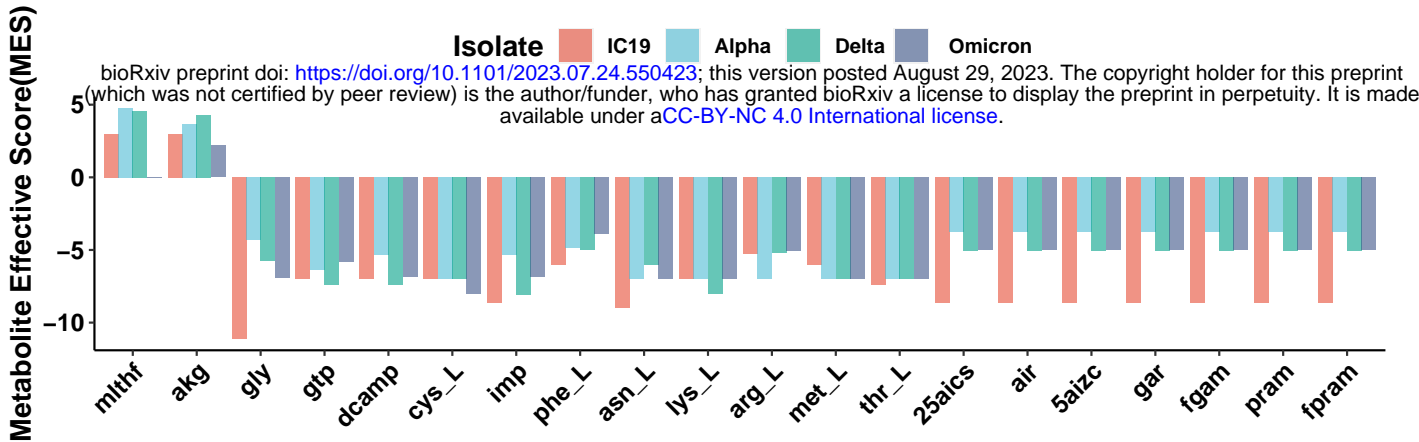 Isolate IC19 Alpha Delta Omicron
bioRxiv preprint doi: https://doi.org/10.1101/2023.07.24.550423; this version posted August 29, 2023. The copyright holder for this preprint
(which was not certified by peer review) is the author/funder, who has granted bioRxiv a license to display the preprint in perpetuity. It is made
available under aCC-BY-NC 4.0 International license.
Metabolite Effective Score(MES)
5
0
−5
−10
mlthf akg gly gtp dcamp cys_L imp phe_L asn_L lys_L arg_L met_L thr_L 25aics air 5aizc gar fgam pram fpram